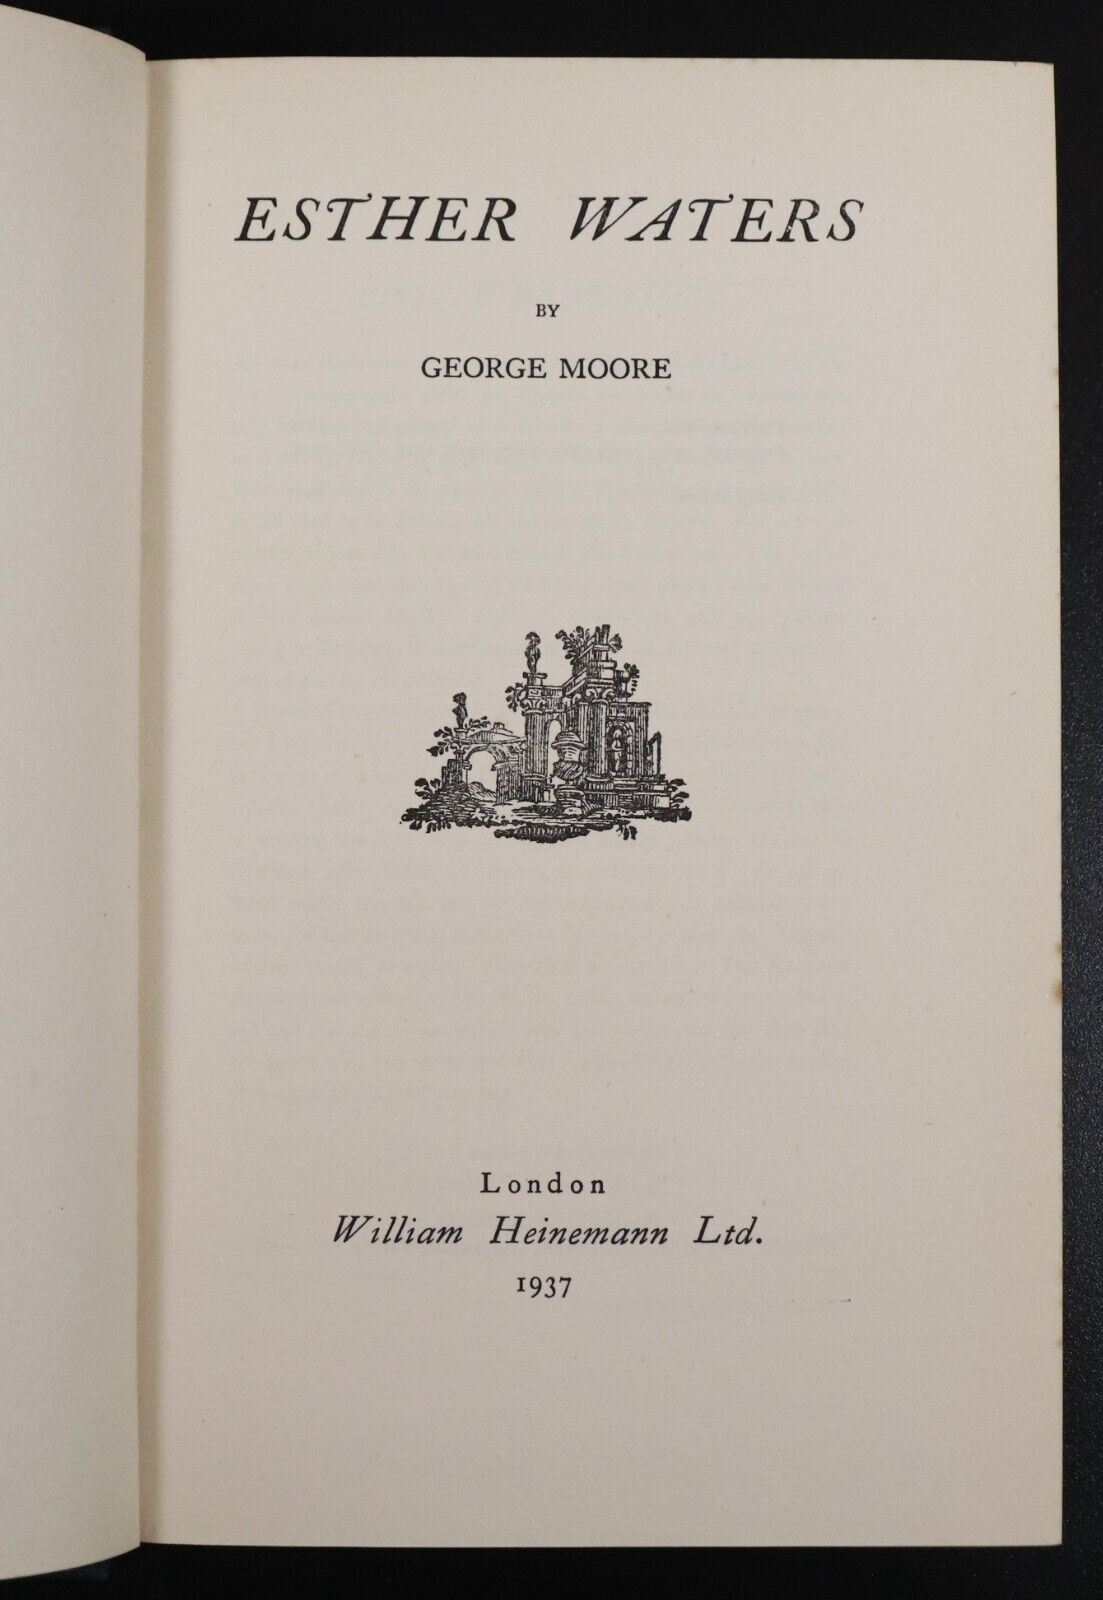 ESTHER WATERS
BY
GEORGE MOORE
London
William Heinemann Ltd.
1937